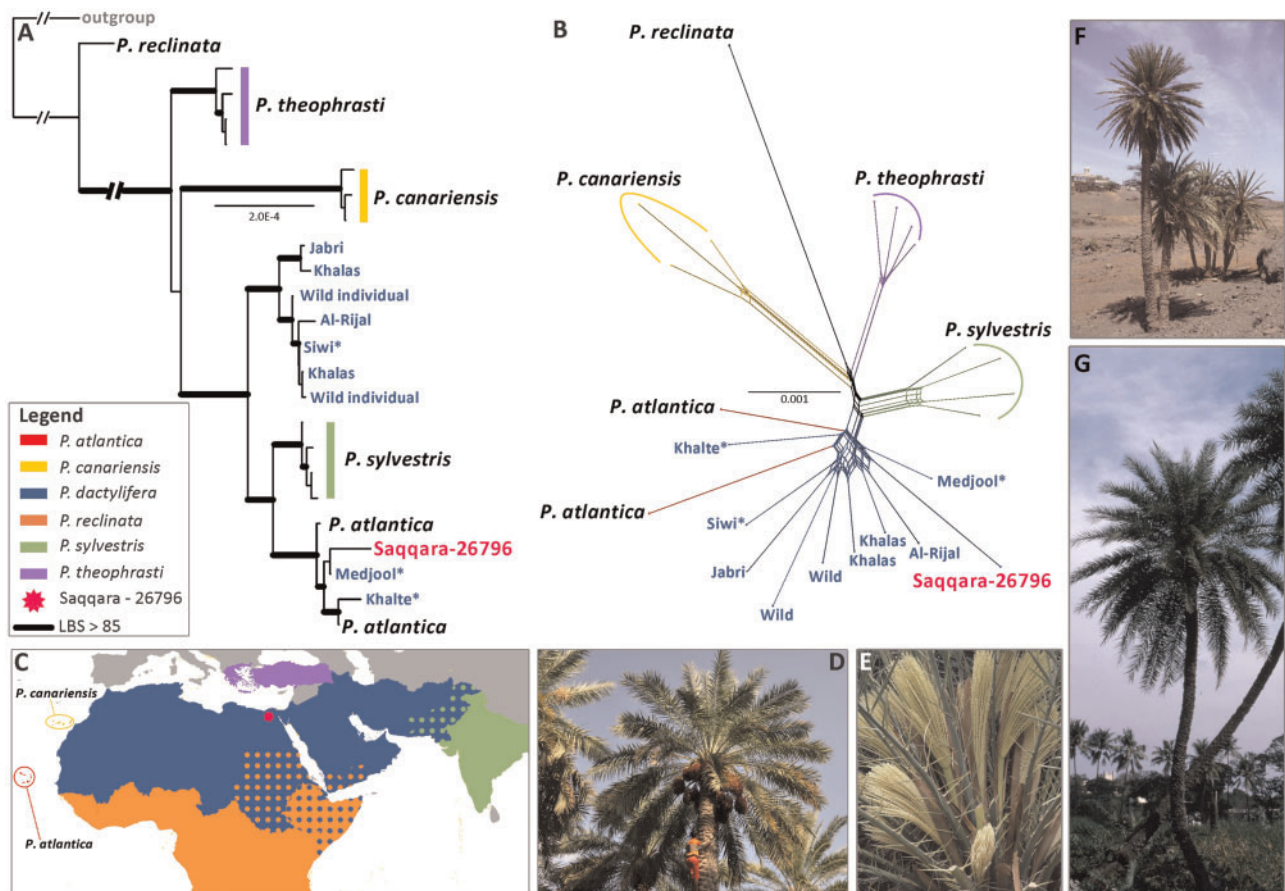 A
outgroup
P. reclinata
P. theophrasti
P. canariensis
2.0E-4
Jabri
Khalas
Wild individual
Al-Rijal
Siwi*
Khalas
Wild individual
P. sylvestris
P. atlantica
Saqqara-26796
Medjool*
Khalte*
P. atlantica
Legend
P. atlantica
P. canariensis
P. dactylifera
P. reclinata
P. sylvestris
P. theophrasti
Saqqara - 26796
LBS > 85
B
P. reclinata
P. canariensis
P. theophrasti
P. sylvestris
0.001
P. atlantica
Khalte*
P. atlantica
Medjool*
Siwi*
Khalas
Al-Rijal
Jabri
Wild
Khalas
Saqqara-26796
Wild
C
P. canariensis
P. atlantica
D
E
F
G